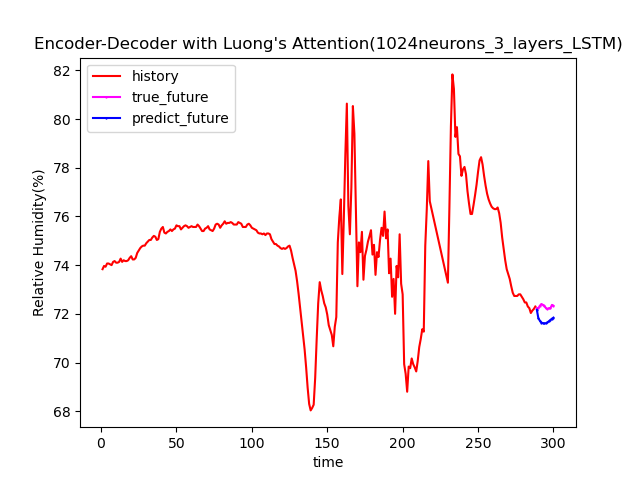 Encoder-Decoder with Luong's Attention(1024neurons_3_layers_LSTM)
history
true_future
predict_future
Relative Humidity(%)
82
80
78
76
74
72
70
68
0
50
100
150
200
250
300
time